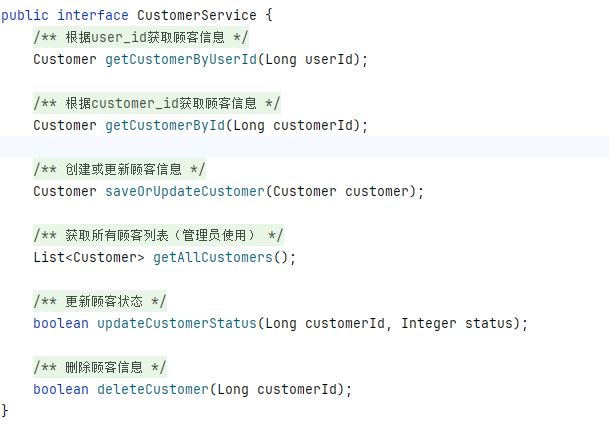 public interface CustomerService {
/** 根据user_id获取顾客信息 */
Customer getCustomerByUserId(Long userId);
/** 根据customer_id获取顾客信息 */
Customer getCustomerById(Long customerId);
/** 创建或更新顾客信息 */
Customer saveOrUpdateCustomer(Customer customer);
/** 获取所有顾客列表（管理员使用） */
List<Customer> getAllCustomers();
/** 更新顾客状态 */
boolean updateCustomerStatus(Long customerId, Integer status);
/** 删除顾客信息 */
boolean deleteCustomer(Long customerId);
}